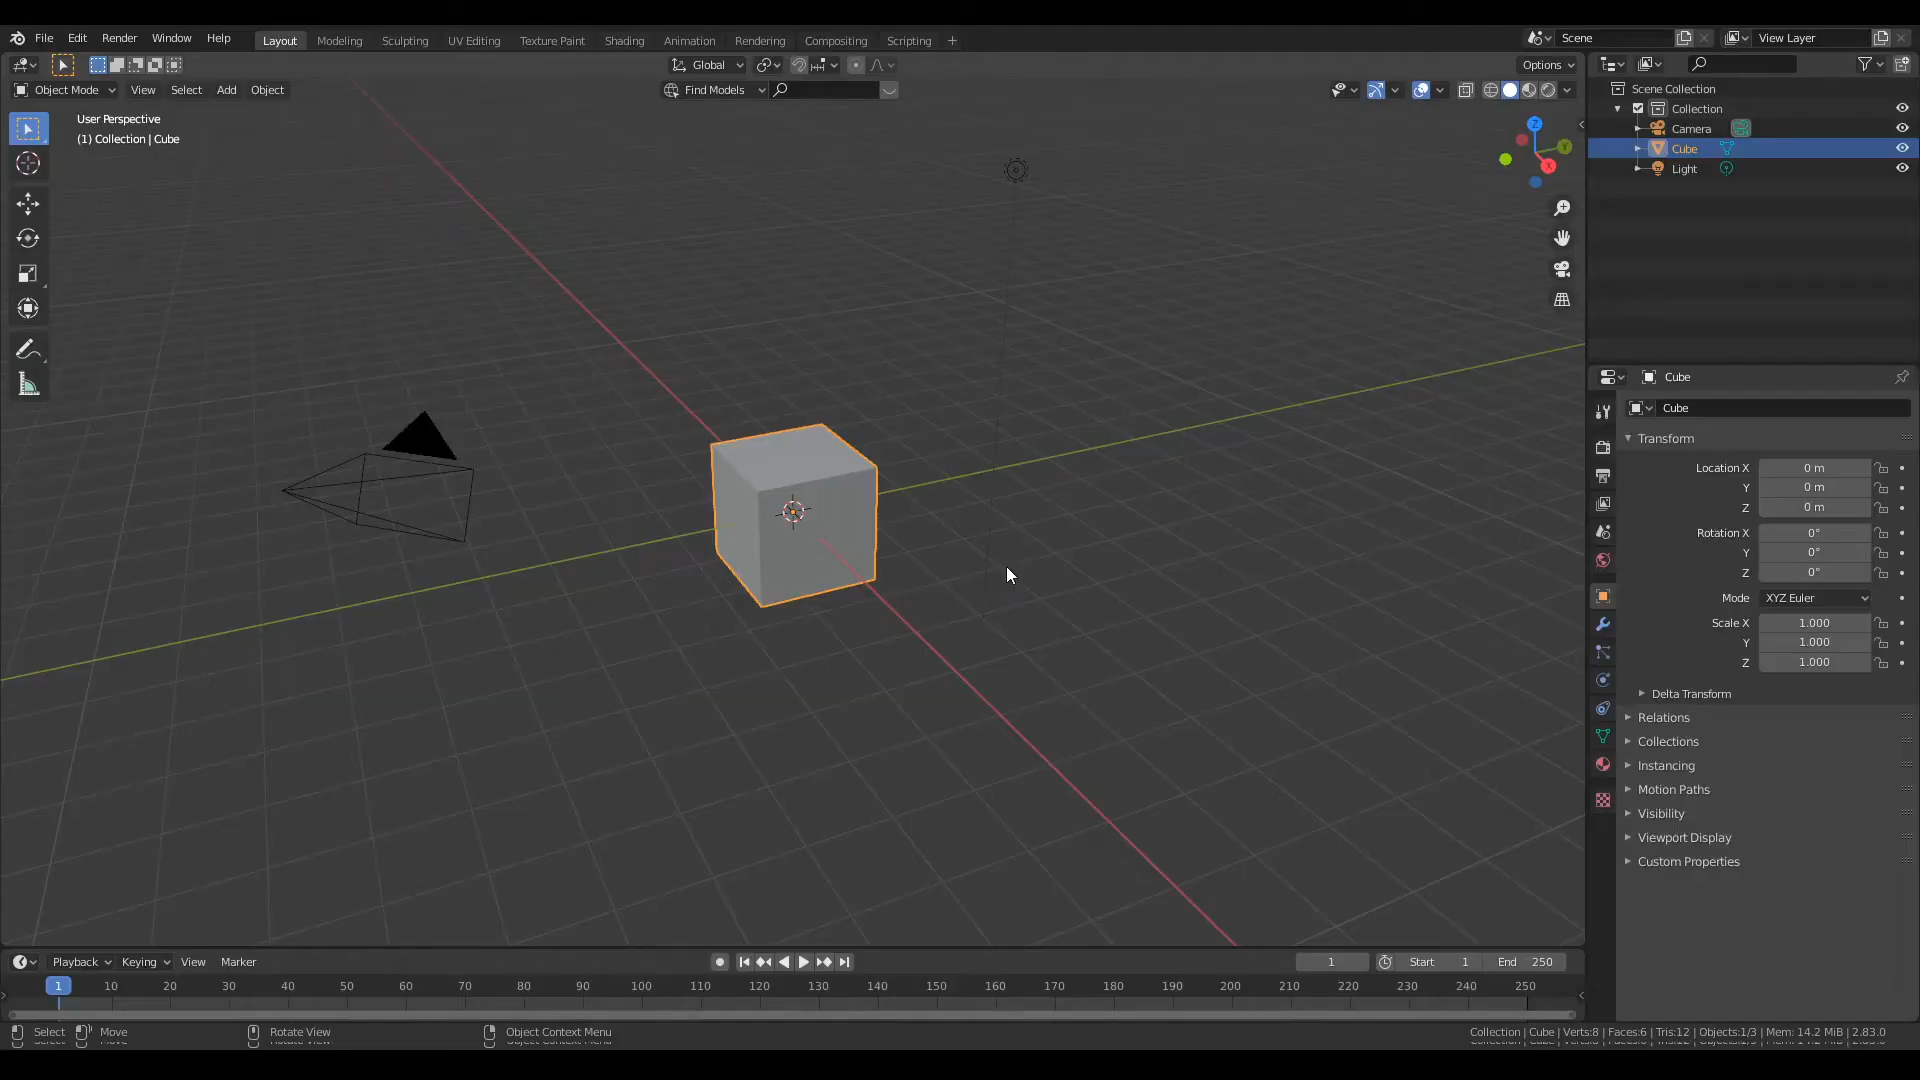 File Edit Render Window Help Layout Modeling Sculpting UV Editing Texture Paint Shading Animation Rendering Compositing Scripting + Scene View Layer
Global Options
Object Mode View Select Add Object Find Models
User Perspective
(1) Collection | Cube
Z
Y
X
Scene Collection
Collection
Camera
Cube
Light
Cube
Cube
Transform
Location X 0 m
Y 0 m
Z 0 m
Rotation X 0°
Y 0°
Z 0°
Mode XYZ Euler
Scale X 1.000
Y 1.000
Z 1.000
Delta Transform
Relations
Collections
Instancing
Motion Paths
Visibility
Viewport Display
Custom Properties
Playback Keying View Marker 1 Start 1 End 250
1 10 20 30 40 50 60 70 80 90 100 110 120 130 140 150 160 170 180 190 200 210 220 230 240 250
Select Move Rotate View Object Context Menu Collection | Cube | Verts:8 | Faces:6 | Tris:12 | Objects:1/3 | Mem: 14.2 MiB | 2.83.0